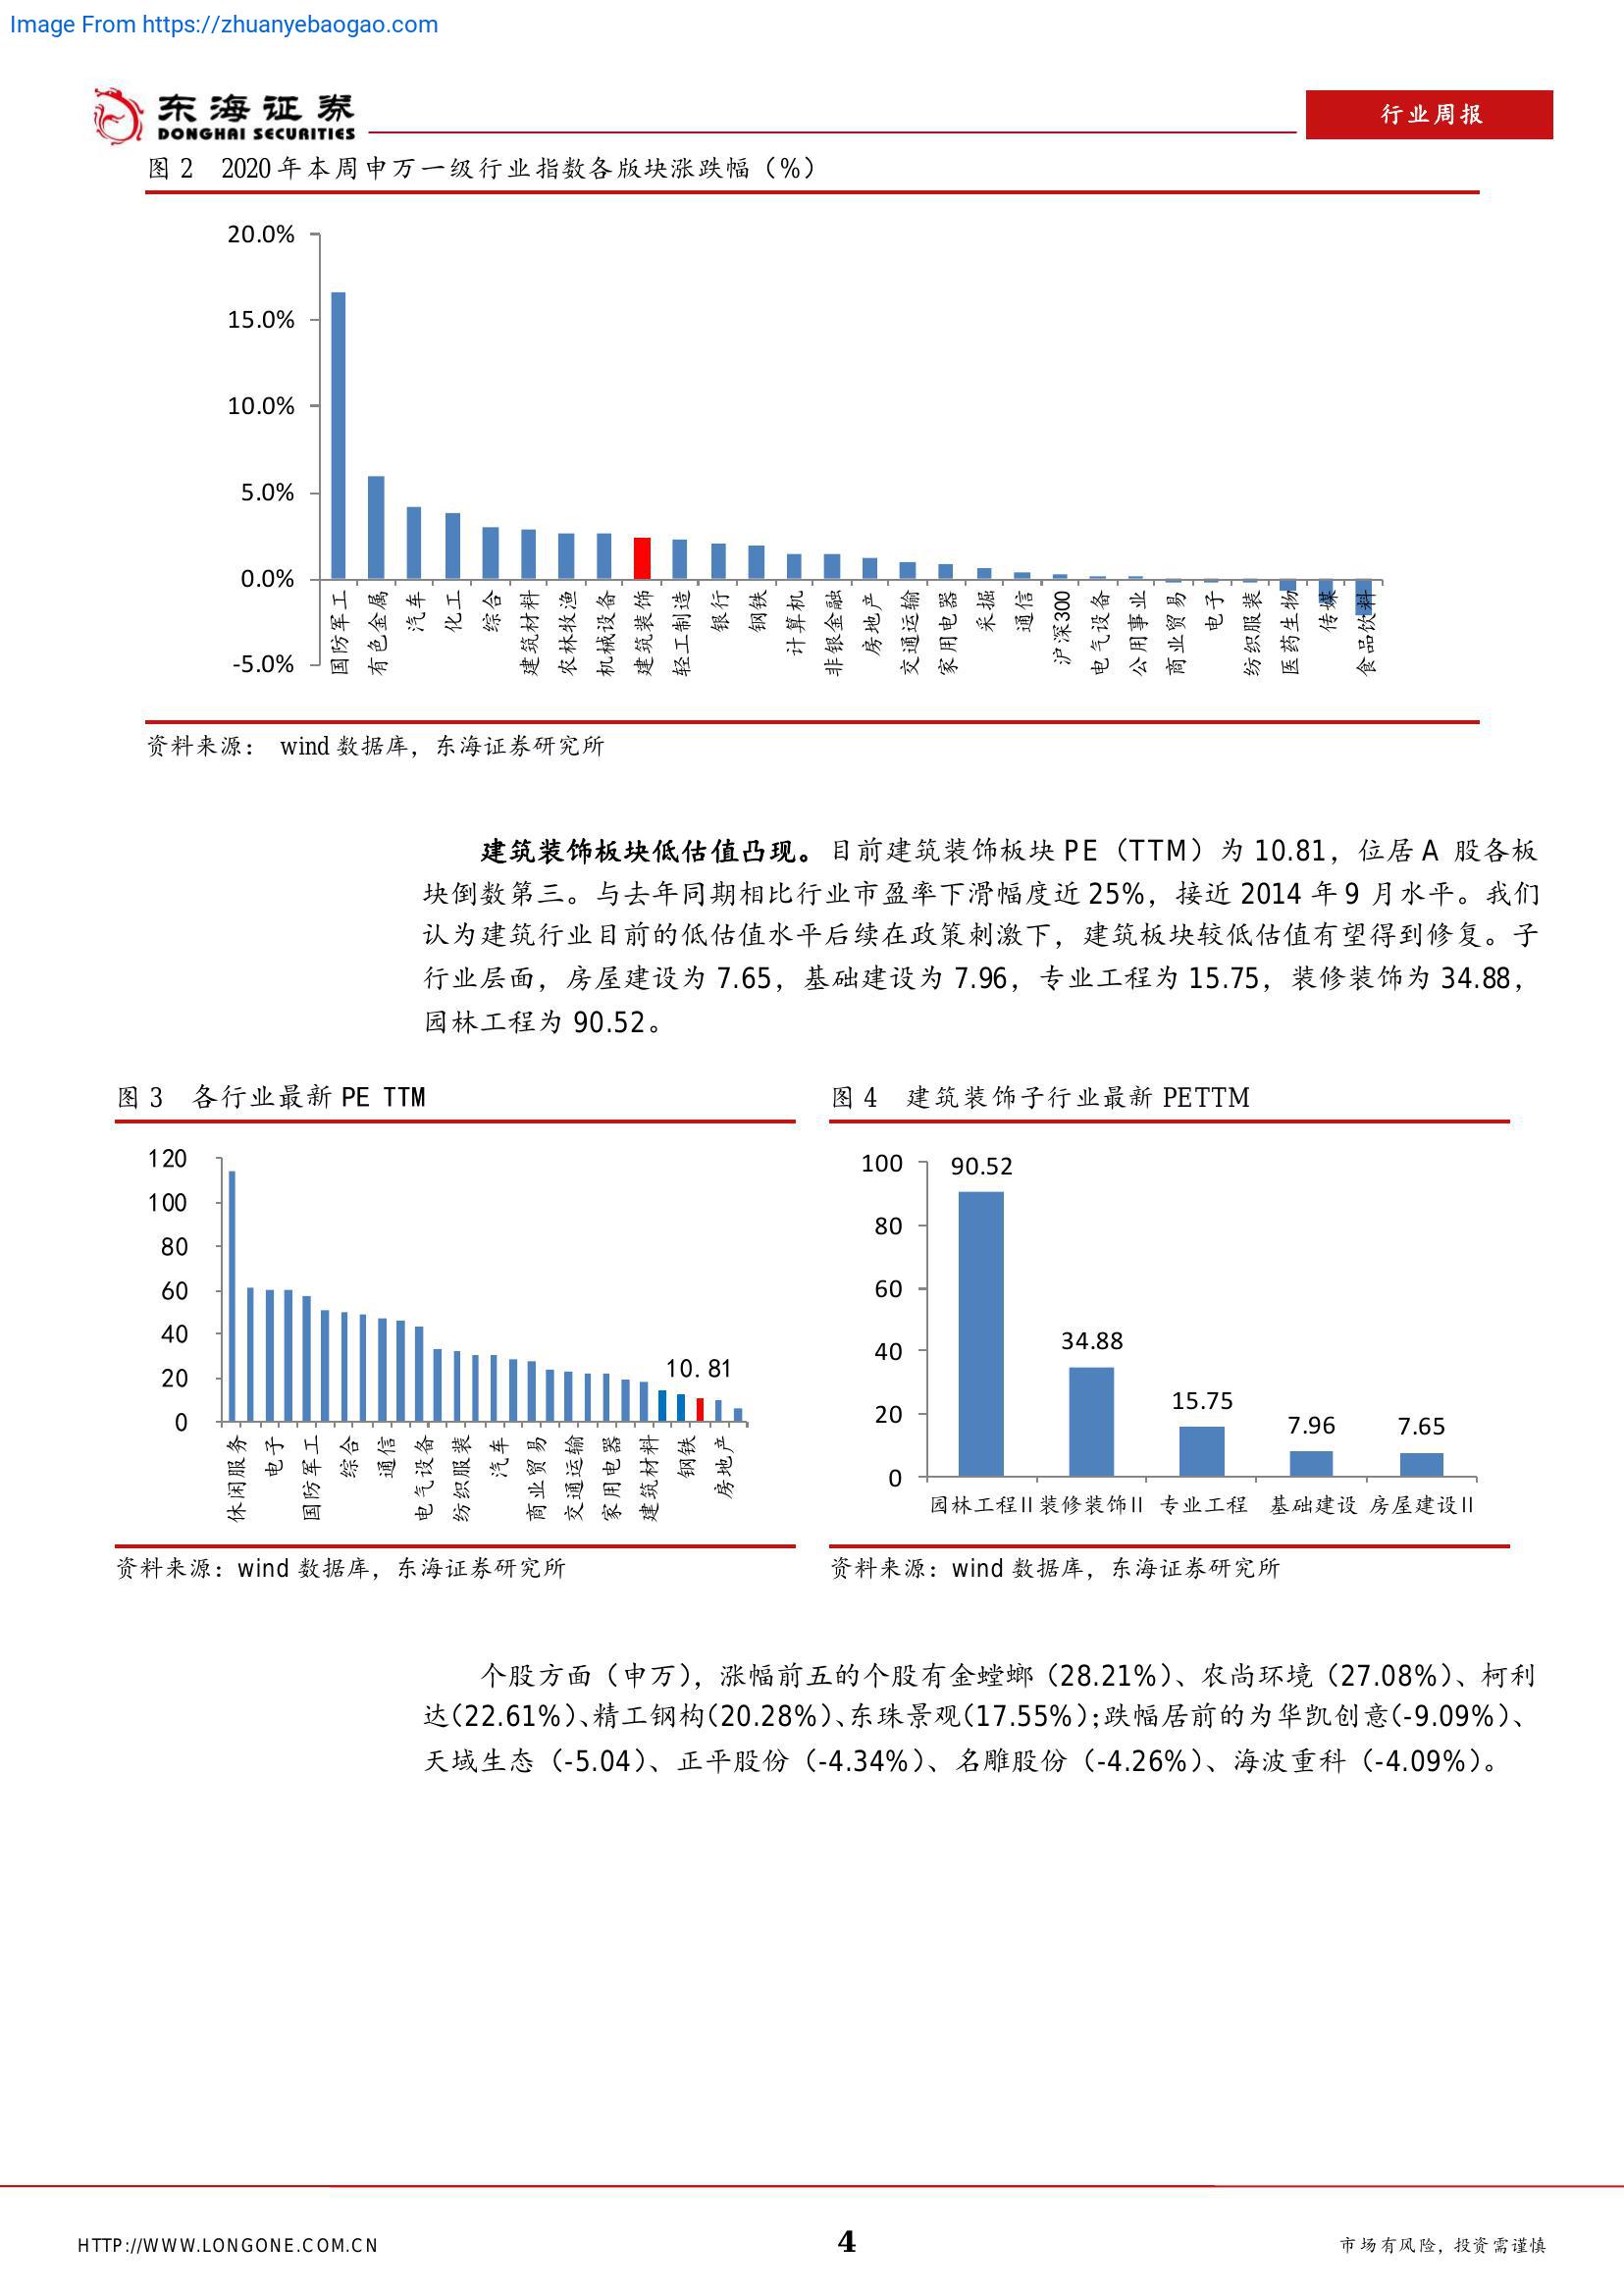 Image From https://zhuanyebaogao.com
东海证券
DONGHAI SECURITIES
行业周报
图 2 2020 年本周申万一级行业指数各版块涨跌幅（%）
20.0%
15.0%
10.0%
5.0%
0.0%
-5.0%
国防军工
有色金属
汽车
化工
综合
建筑材料
农林牧渔
机械设备
建筑装饰
轻工制造
银行
钢铁
计算机
非银金融
房地产
交通运输
家用电器
采掘
通信
沪深300
电气设备
公用事业
商业贸易
电子
纺织服装
医药生物
传媒
食品饮料
资料来源： wind 数据库，东海证券研究所
建筑装饰板块低估值凸现。目前建筑装饰板块 PE（TTM）为 10.81，位居 A 股各板
块倒数第三。与去年同期相比行业市盈率下滑幅度近 25%，接近 2014 年 9 月水平。我们
认为建筑行业目前的低估值水平后续在政策刺激下，建筑板块较低估值有望得到修复。子
行业层面，房屋建设为 7.65，基础建设为 7.96，专业工程为 15.75，装修装饰为 34.88，
园林工程为 90.52。
图 3 各行业最新 PE TTM
120
100
80
60
40
20
0
10.81
休闲服务
电子
国防军工
综合
通信
电气设备
纺织服装
汽车
商业贸易
交通运输
家用电器
建筑材料
钢铁
房地产
资料来源：wind 数据库，东海证券研究所
图 4 建筑装饰子行业最新 PETTM
100
80
60
40
20
0
90.52
34.88
15.75
7.96
7.65
园林工程II 装修装饰II 专业工程 基础建设 房屋建设II
资料来源：wind 数据库，东海证券研究所
个股方面（申万），涨幅前五的个股有金螳螂（28.21%）、农尚环境（27.08%）、柯利
达(22.61%)、精工钢构(20.28%)、东珠景观(17.55%)；跌幅居前的为华凯创意(-9.09%)、
天域生态（-5.04）、正平股份（-4.34%）、名雕股份（-4.26%）、海波重科（-4.09%）。
HTTP://WWW.LONGONE.COM.CN
4
市场有风险，投资需谨慎